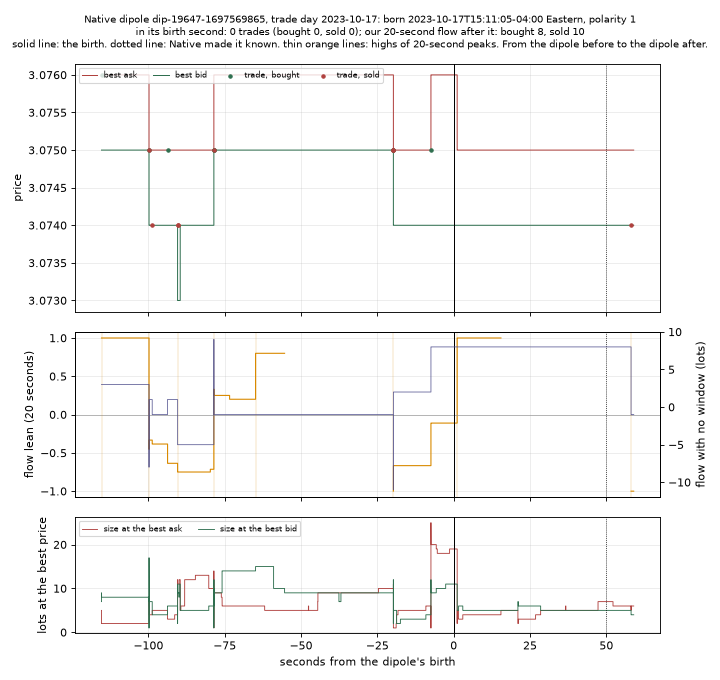 Native dipole dip-19647-1697569865, trade day 2023-10-17: born 2023-10-17T15:11:05-04:00 Eastern, polarity 1
in its birth second: 0 trades (bought 0, sold 0); our 20-second flow after it: bought 8, sold 10
solid line: the birth. dotted line: Native made it known. thin orange lines: highs of 20-second peaks. From the dipole before to the dipole after.
best ask best bid trade, bought trade, sold
3.0760
3.0755
3.0750
3.0745
3.0740
3.0735
3.0730
price
1.0
0.5
0.0
−0.5
−1.0
flow lean (20 seconds)
10
5
0
−5
−10
flow with no window (lots)
size at the best ask size at the best bid
20
10
0
lots at the best price
−100 −75 −50 −25 0 25 50
seconds from the dipole's birth